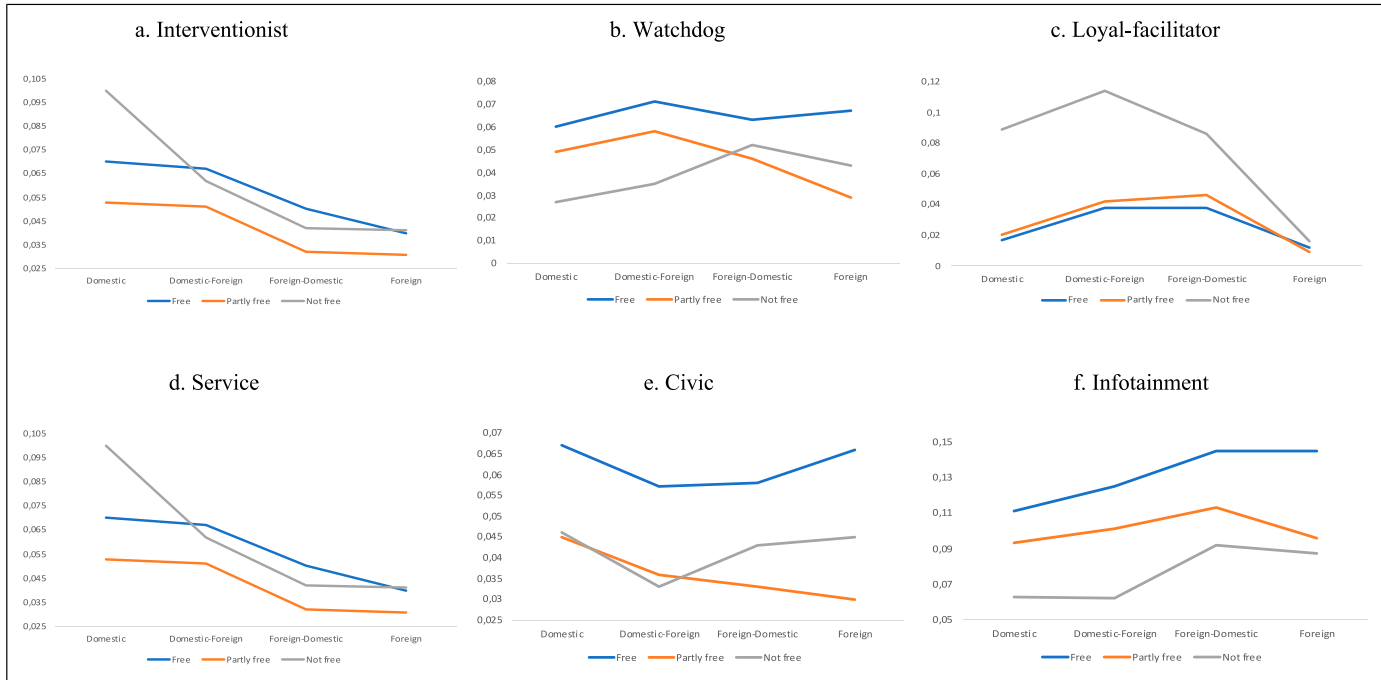 a. Interventionist
0,105
0,095
0,085
0,075
0,065
0,055
0,045
0,035
0,025
Domestic Domestic-Foreign Foreign-Domestic Foreign
Free Partly free Not free
b. Watchdog
0,08
0,07
0,06
0,05
0,04
0,03
0,02
0,01
0
Domestic Domestic-Foreign Foreign-Domestic Foreign
Free Partly free Not free
c. Loyal-facilitator
0,12
0,1
0,08
0,06
0,04
0,02
0
Domestic Domestic-Foreign Foreign-Domestic Foreign
Free Partly free Not free
d. Service
0,105
0,095
0,085
0,075
0,065
0,055
0,045
0,035
0,025
Domestic Domestic-Foreign Foreign-Domestic Foreign
Free Partly free Not free
e. Civic
0,07
0,065
0,06
0,055
0,05
0,045
0,04
0,035
0,03
0,025
Domestic Domestic-Foreign Foreign-Domestic Foreign
Free Partly free Not free
f. Infotainment
0,15
0,13
0,11
0,09
0,07
0,05
Domestic Domestic-Foreign Foreign-Domestic Foreign
Free Partly free Not free